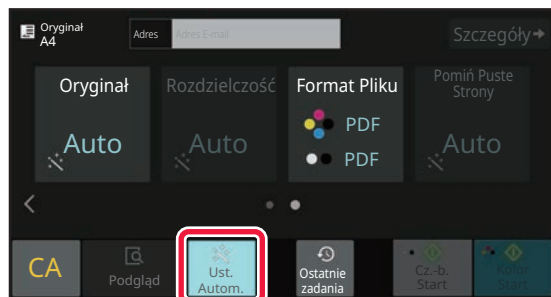 Oryginał
A4
Adres
Adres E-mail
Szczegóły
Oryginał
Auto
Rozdzielczość
Auto
Format Pliku
PDF
PDF
Pomiń Puste
Strony
Auto
CA
Podgląd
Ust.
Autom.
Ostatnie
zadania
Cz.-b.
Start
Kolor
Start